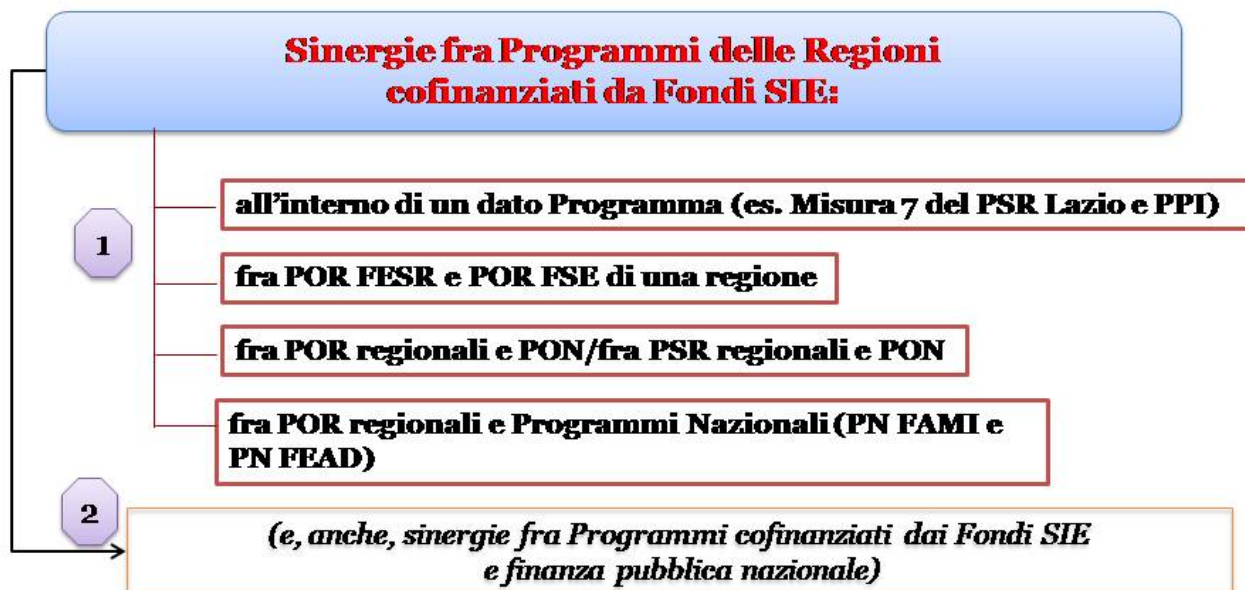 Sinergie fra Programmi delle Regioni
cofinanziati da Fondi SIE:
1
all'interno di un dato Programma (es. Misura 7 del PSR Lazio e PPI)
fra POR FESR e POR FSE di una regione
fra POR regionali e PON/fra PSR regionali e PON
fra POR regionali e Programmi Nazionali (PN FAMI e
PN FEAD)
2
(e, anche, sinergie fra Programmi cofinanziati dai Fondi SIE
e finanza pubblica nazionale)